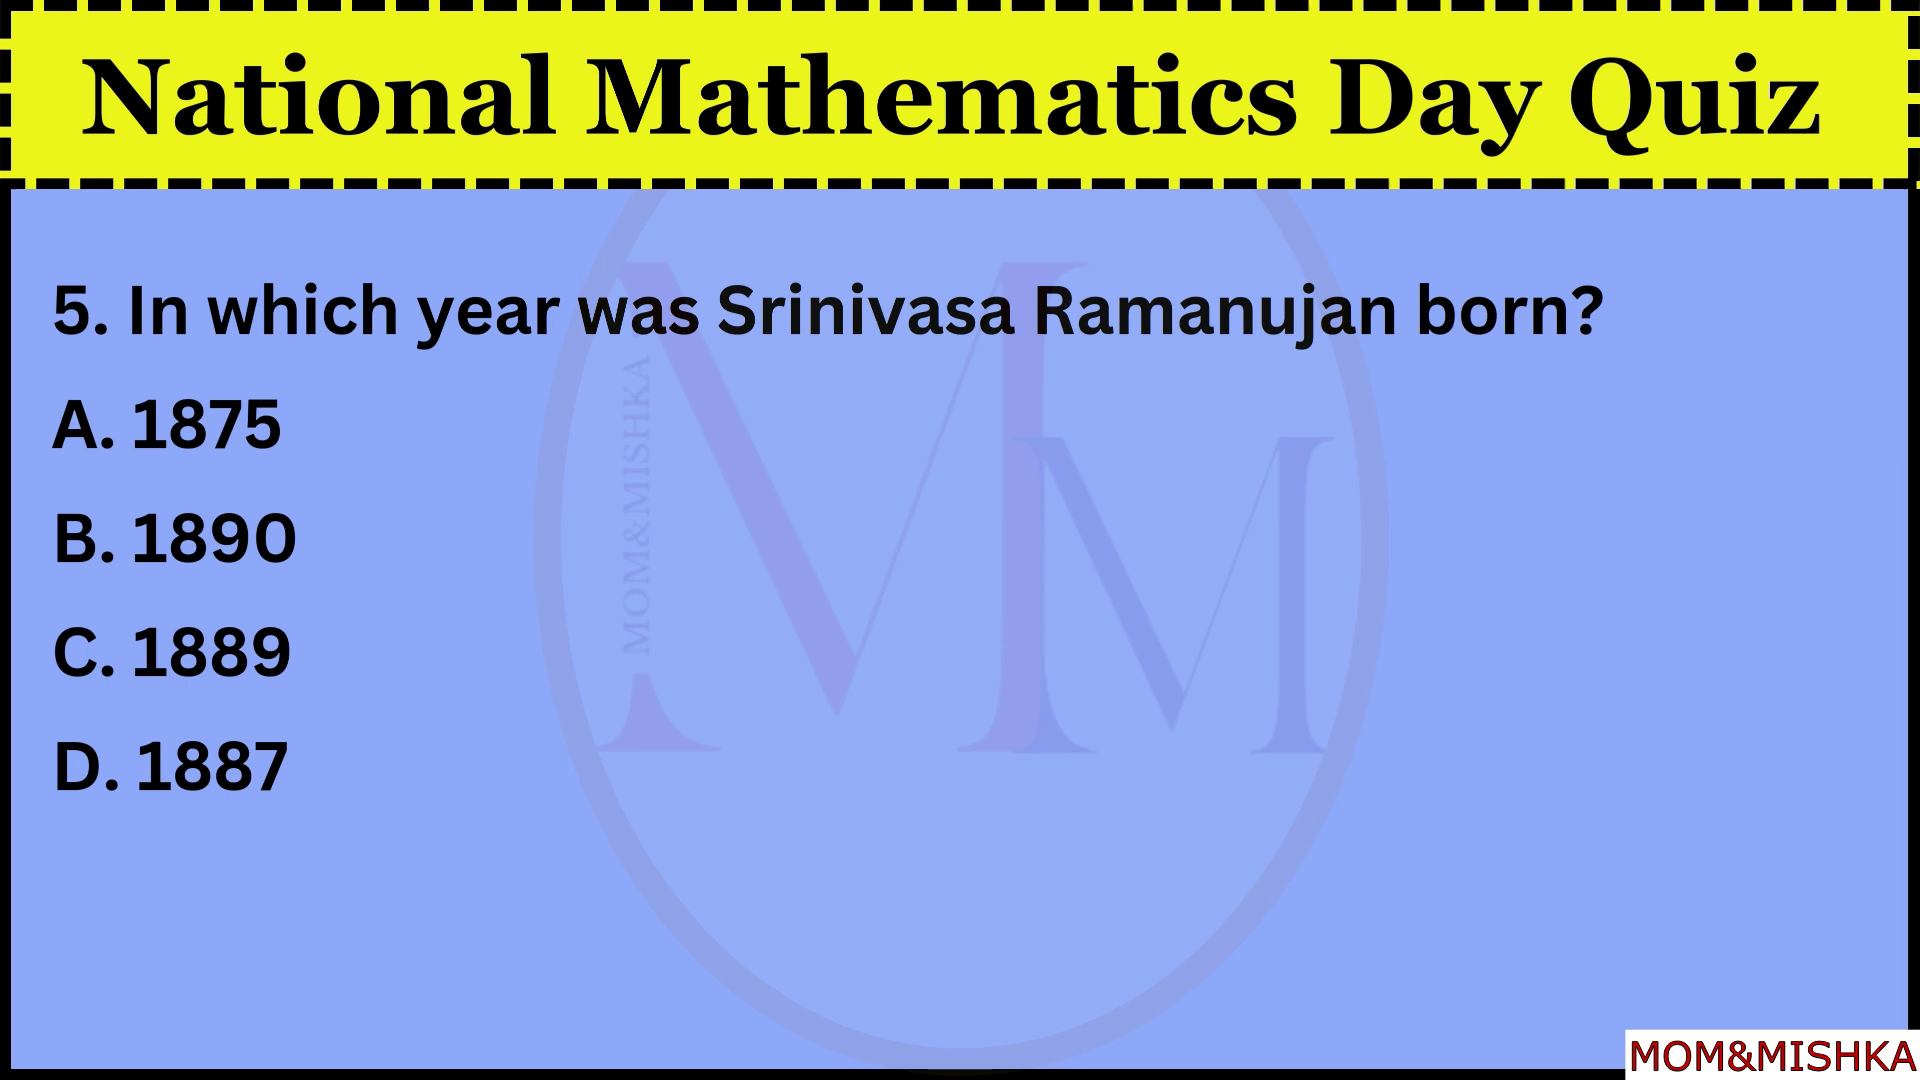 National Mathematics Day Quiz
5. In which year was Srinivasa Ramanujan born?
A. 1875
B. 1890
C. 1889
D. 1887
MOM&MISHKA
MM
MOM&MISHKA